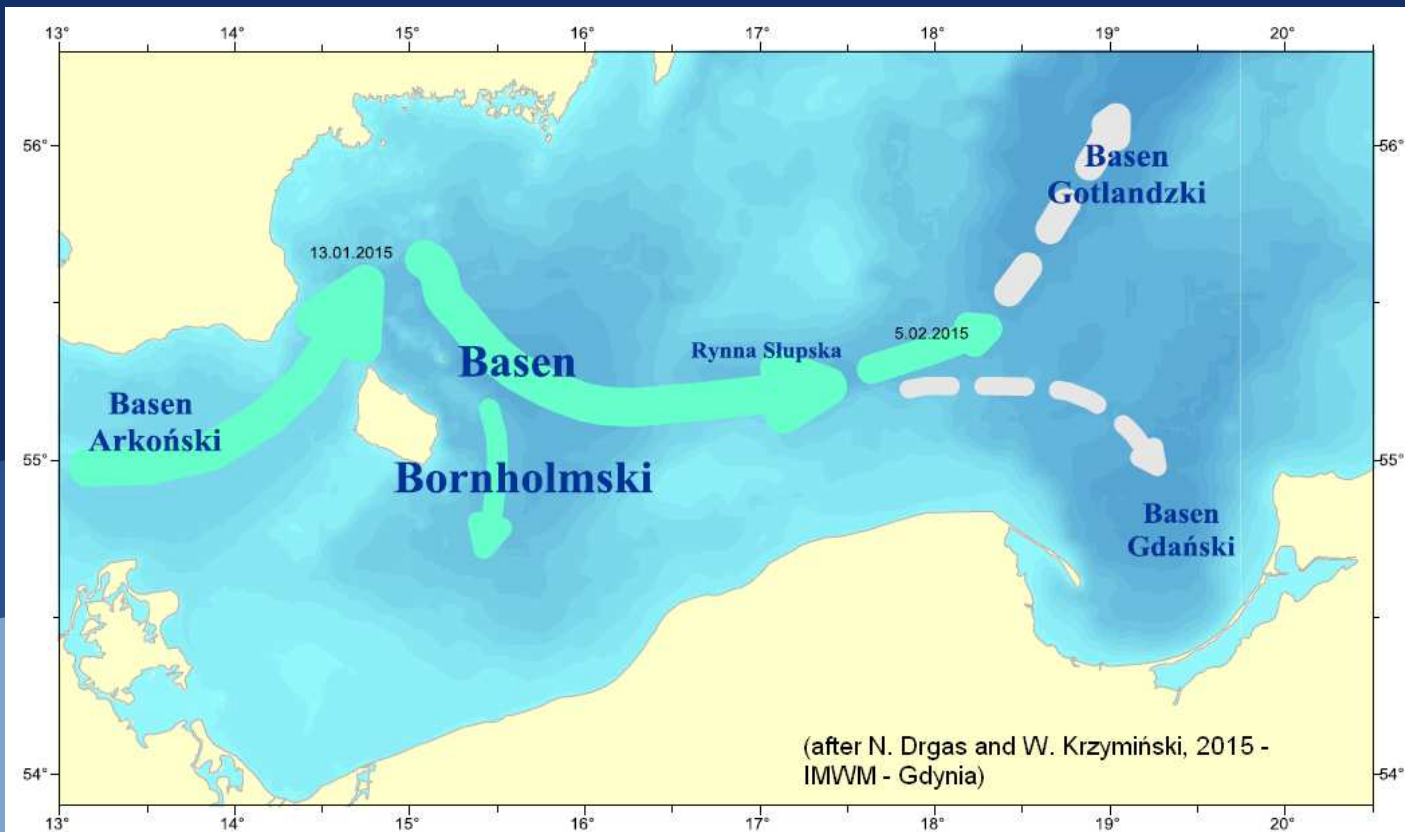 13°
14°
15°
16°
17°
18°
19°
20°
56°
56°
Basen
Gotlandzki
13.01.2015
5.02.2015
Rynna Słupska
Basen
Basen
Arkoński
55°
55°
Bornholmski
Basen
Gdański
(after N. Drgas and W. Krzymiński, 2015 -
IMWM - Gdynia)
54°
54°
13°
14°
15°
16°
17°
18°
19°
20°